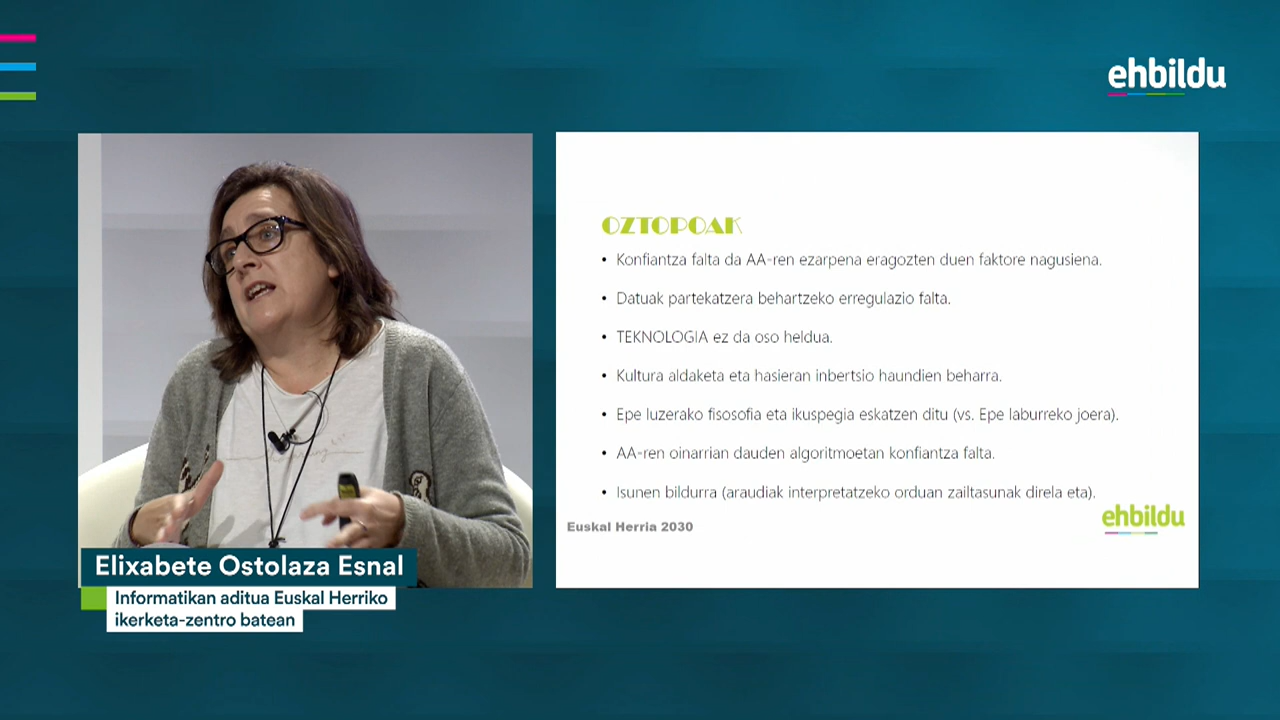 ehbildu
OZTOPOAK
• Konfiantza falta da AA-ren ezarpena eragozten duen faktore nagusiena.
• Datuak partekatzera behartzeko erregulazio falta.
• TEKNOLOGIA ez da oso heldua.
• Kultura aldaketa eta hasieran inbertsio haundien beharra.
• Epe luzerako fisosofia eta ikuspegia eskatzen ditu (vs. Epe laburreko joera).
• AA-ren oinarrian dauden algoritmoetan konfiantza falta.
• Isunen bildurra (araudiak interpretatzeko orduan zailtasunak direla eta).
Euskal Herria 2030
ehbildu
Elixabete Ostolaza Esnal
Informatikan aditua Euskal Herriko
ikerketa-zentro batean